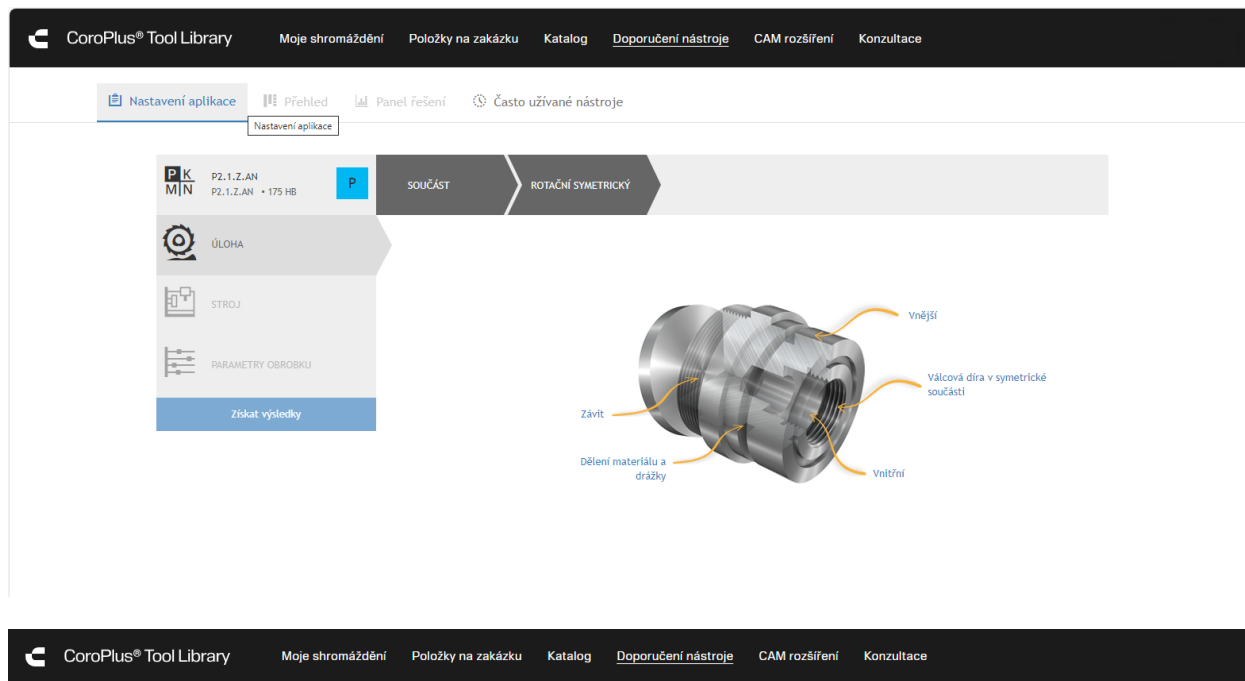 CoroPlus® Tool Library Moje shromáždění Položky na zakázku Katalog Doporučení nástroje CAM rozšíření Konzultace
Nastavení aplikace Přehled Panel řešení Často užívané nástroje
Nastavení aplikace
P K
M N
P2.1.Z.AN
P2.1.Z.AN • 175 HB
P
SOUČÁST
ROTAČNÍ SYMETRICKÝ
ÚLOHA
STROJ
PARAMETRY OBROBKU
Získat výsledky
Vnější
Válcová díra v symetrické
součásti
Závit
Dělení materiálu a
drážky
Vnitřní
CoroPlus® Tool Library Moje shromáždění Položky na zakázku Katalog Doporučení nástroje CAM rozšíření Konzultace